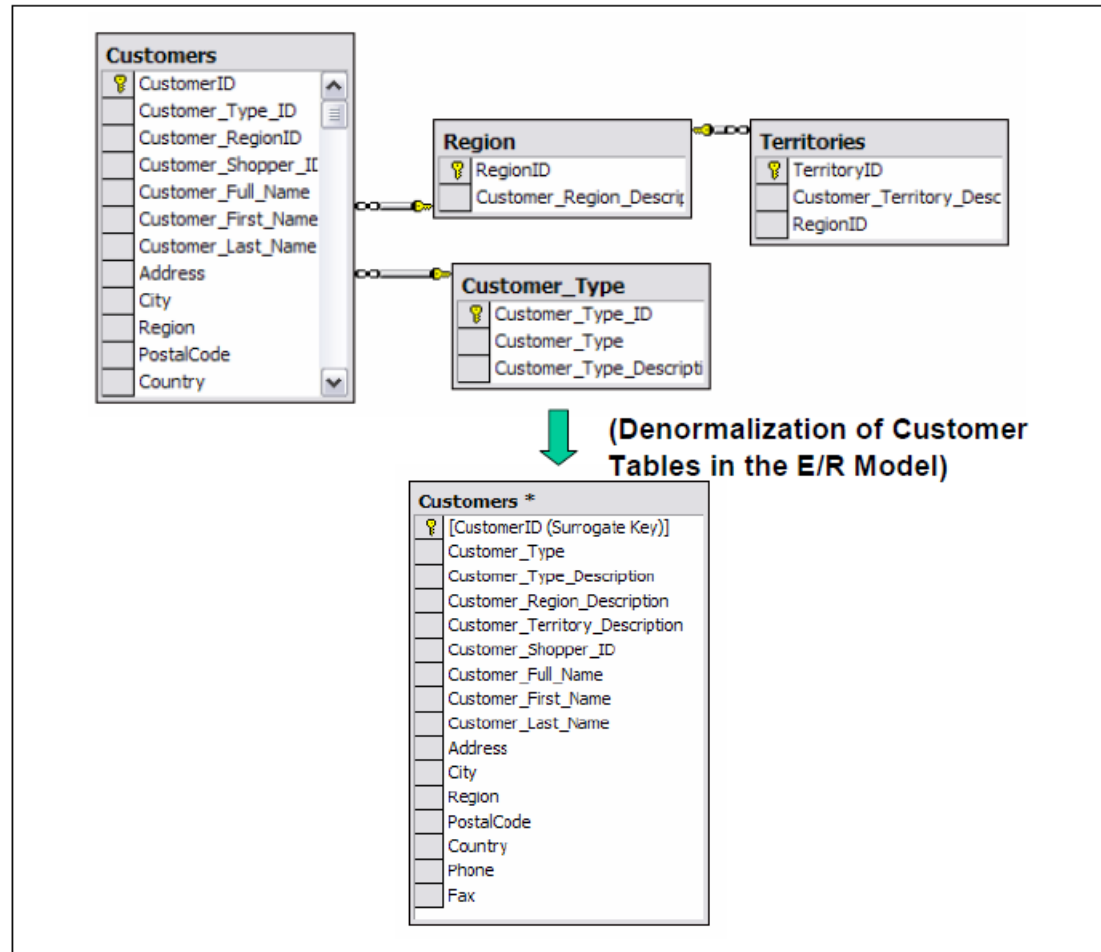 Customers
CustomerID
Customer_Type_ID
Customer_RegionID
Customer_Shopper_ID
Customer_Full_Name
Customer_First_Name
Customer_Last_Name
Address
City
Region
PostalCode
Country
Region
RegionID
Customer_Region_Descrip
Territories
TerritoryID
Customer_Territory_Desc
RegionID
Customer_Type
Customer_Type_ID
Customer_Type
Customer_Type_Descripti
(Denormalization of Customer
Tables in the E/R Model)
Customers *
[CustomerID (Surrogate Key)]
Customer_Type
Customer_Type_Description
Customer_Region_Description
Customer_Territory_Description
Customer_Shopper_ID
Customer_Full_Name
Customer_First_Name
Customer_Last_Name
Address
City
Region
PostalCode
Country
Phone
Fax